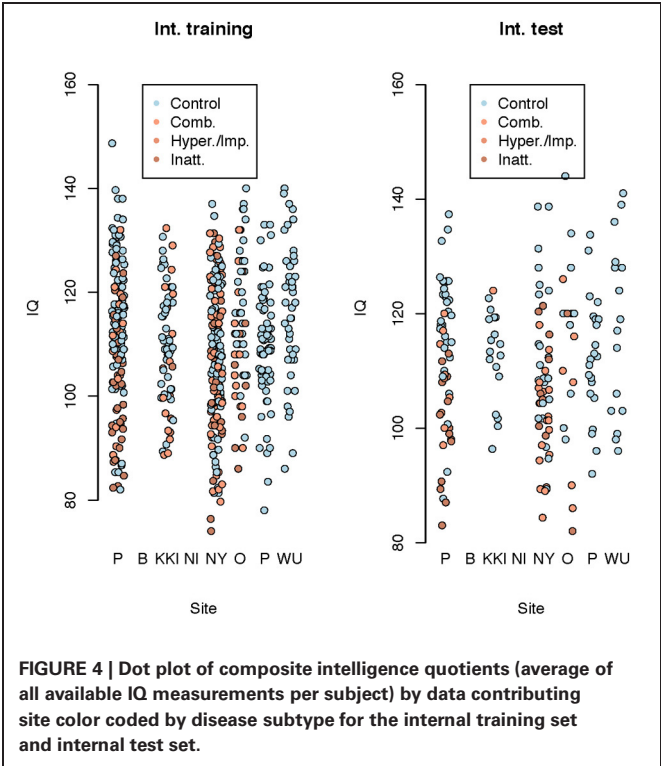 Int. training
Int. test
160
140
120
100
80
IQ
Control
Comb.
Hyper./Imp.
Inatt.
P B KKI NI NY O P WU
Site
160
140
120
100
80
IQ
Control
Comb.
Hyper./Imp.
Inatt.
P B KKI NI NY O P WU
Site
FIGURE 4 | Dot plot of composite intelligence quotients (average of
all available IQ measurements per subject) by data contributing
site color coded by disease subtype for the internal training set
and internal test set.